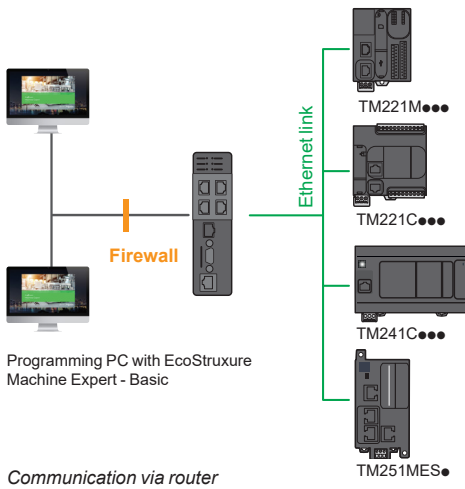 TM221M●●●
Ethernet link
TM221C●●●
Firewall
TM241C●●●
Programming PC with EcoStruxure
Machine Expert - Basic
TM251MES●
Communication via router